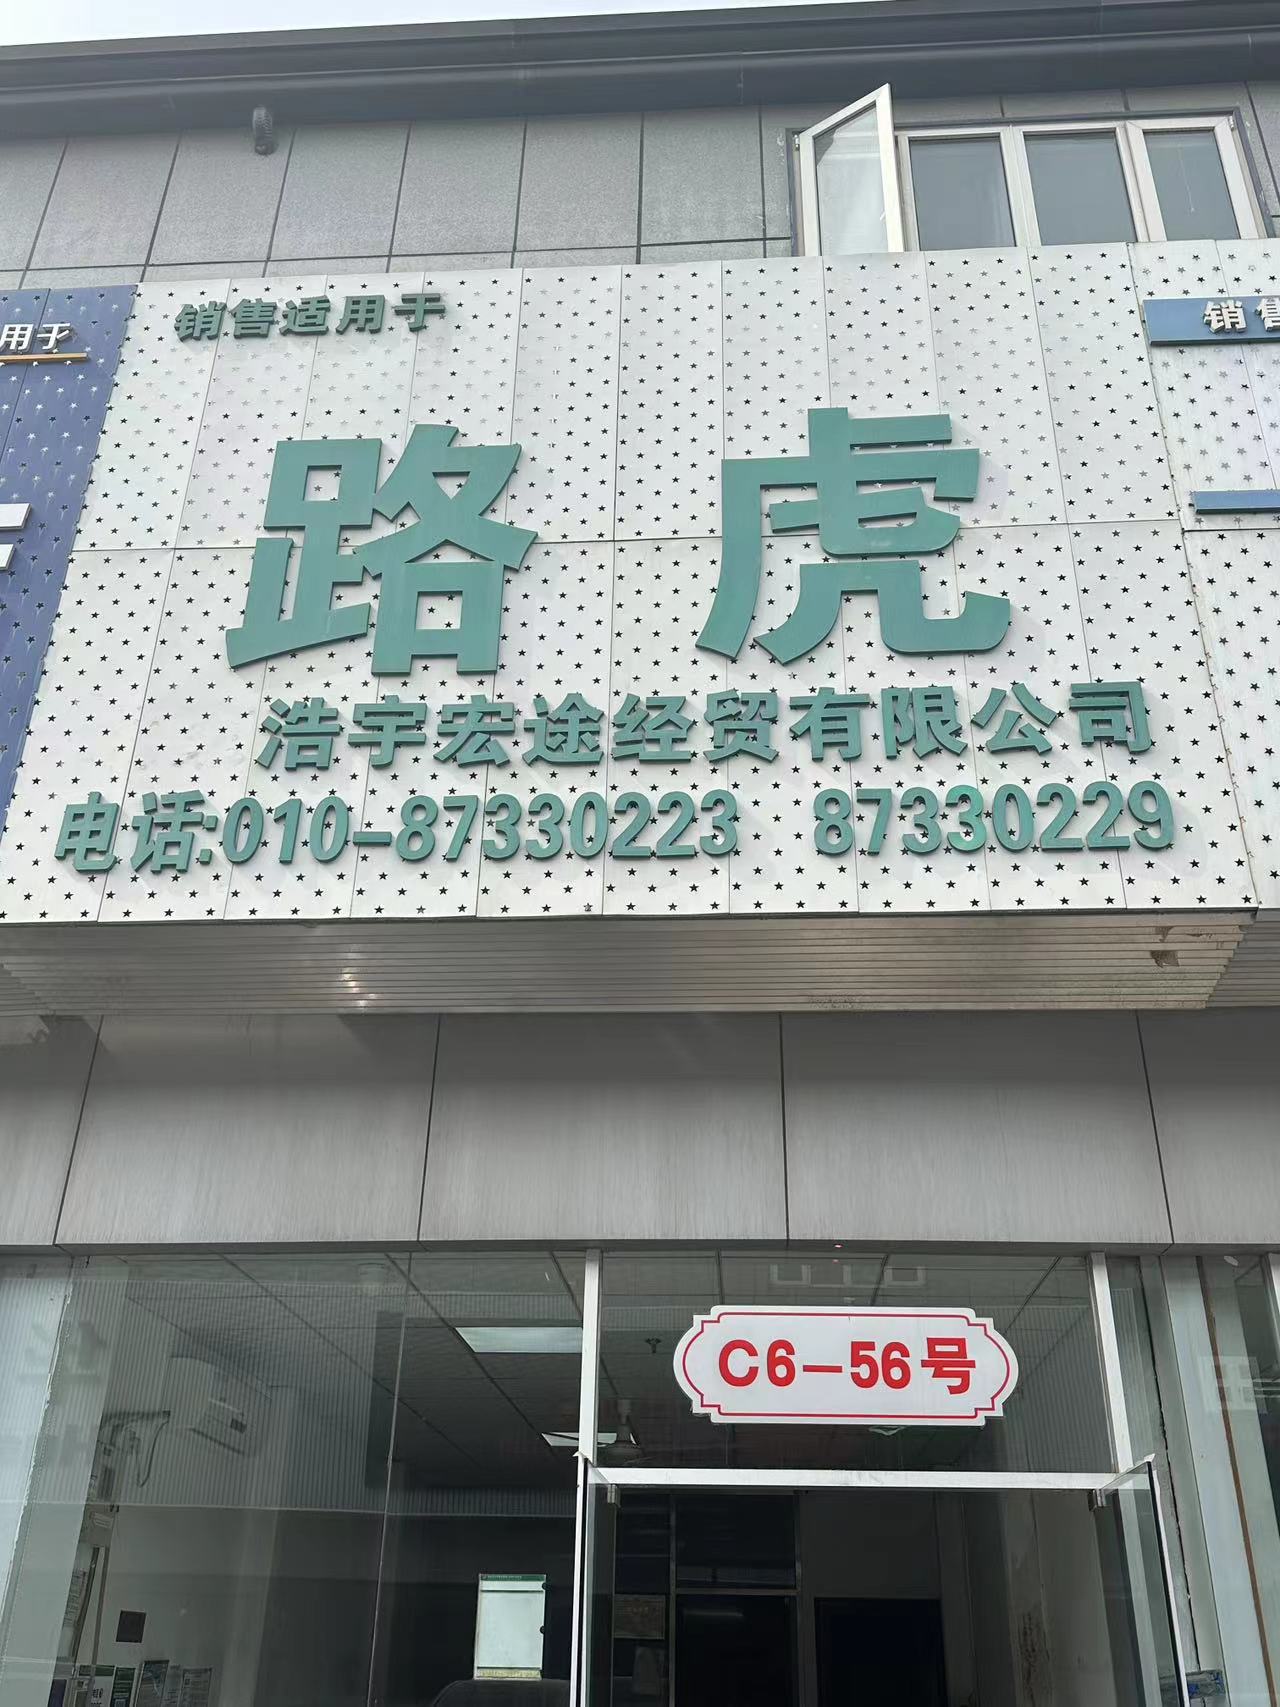 销售适用于
用于
销售
路虎
浩宇宏途经贸有限公司
电话:010-87330223 87330229
C6-56号